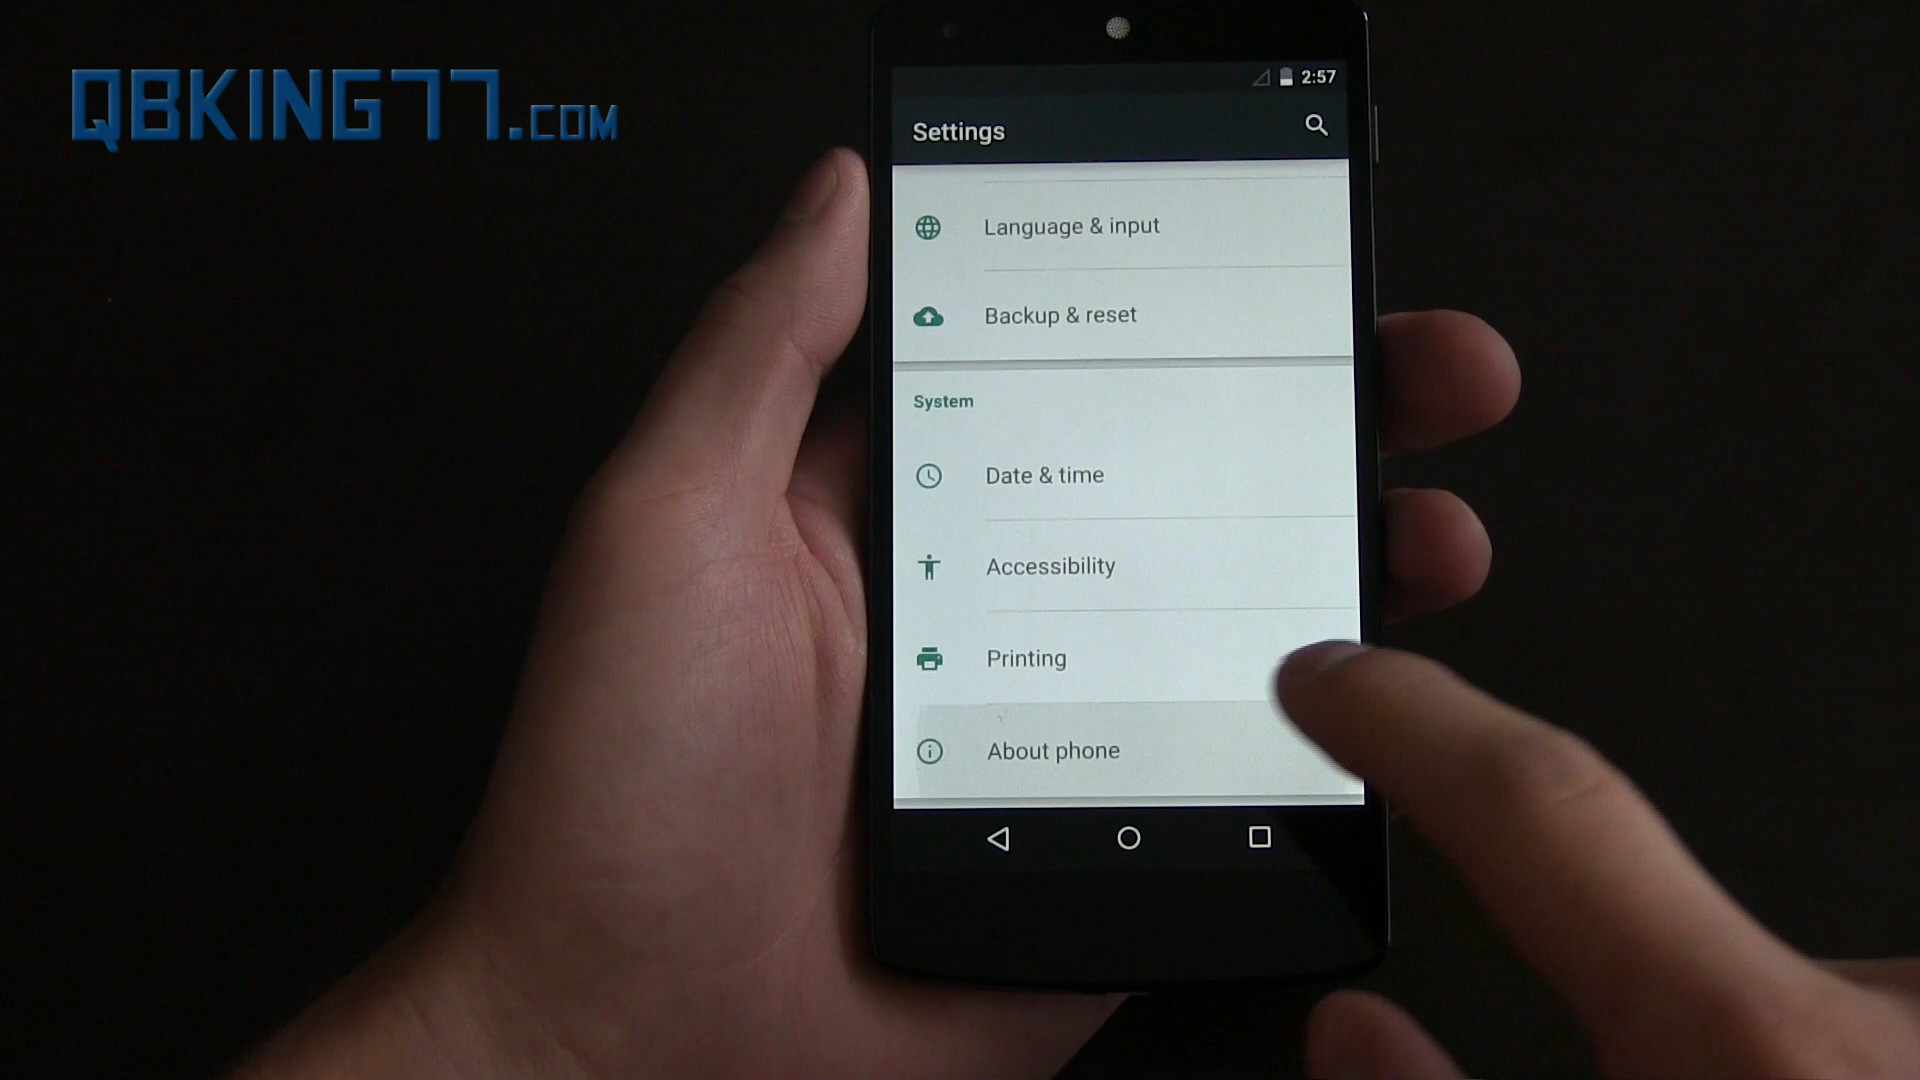 QBKING77.COM
2:57
Settings
Language & input
Backup & reset
System
Date & time
Accessibility
Printing
About phone